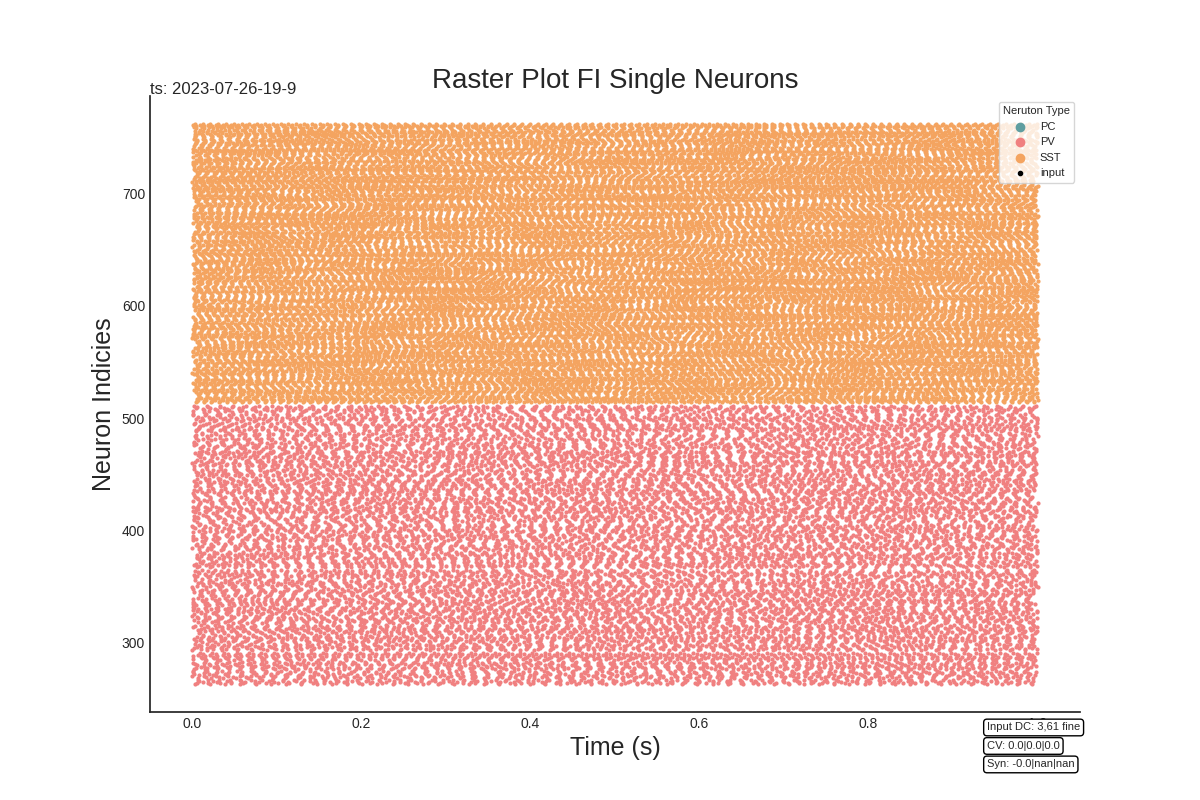 Raster Plot FI Single Neurons
ts: 2023-07-26-19-9
Neruton Type
PC
PV
SST
input
Neuron Indicies
700
600
500
400
300
0.0
0.2
0.4
0.6
0.8
Time (s)
Input DC: 3,61 fine
CV: 0.0|0.0|0.0
Syn: -0.0|nan|nan